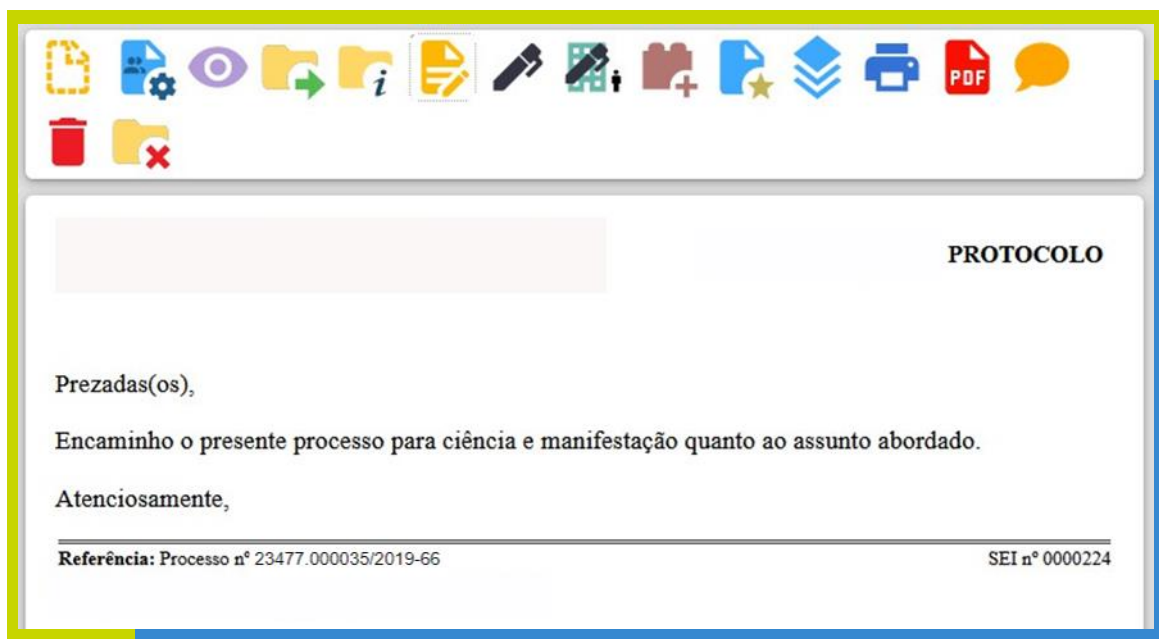 PDF
PROTOCOLO
Prezadas(os),
Encaminho o presente processo para ciência e manifestação quanto ao assunto abordado.
Atenciosamente,
Referência: Processo nº 23477.000035/2019-66 SEI nº 0000224